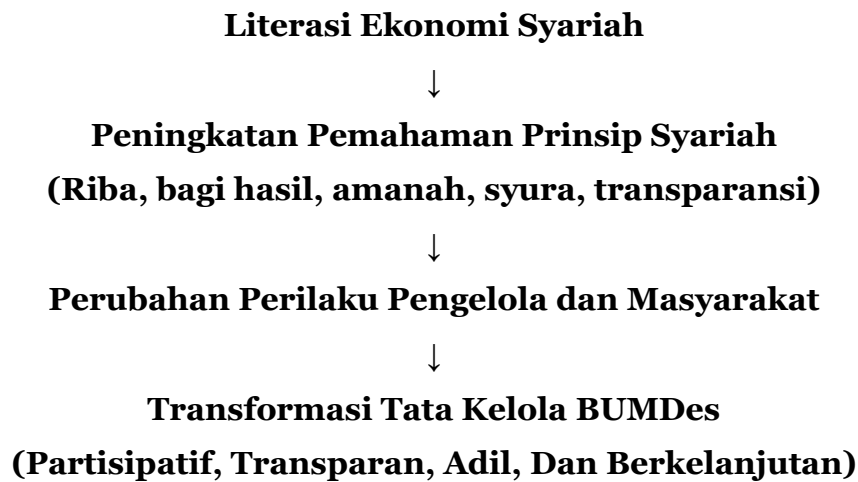 Literasi Ekonomi Syariah
↓
Peningkatan Pemahaman Prinsip Syariah
(Riba, bagi hasil, amanah, syura, transparansi)
↓
Perubahan Perilaku Pengelola dan Masyarakat
↓
Transformasi Tata Kelola BUMDes
(Partisipatif, Transparan, Adil, Dan Berkelanjutan)